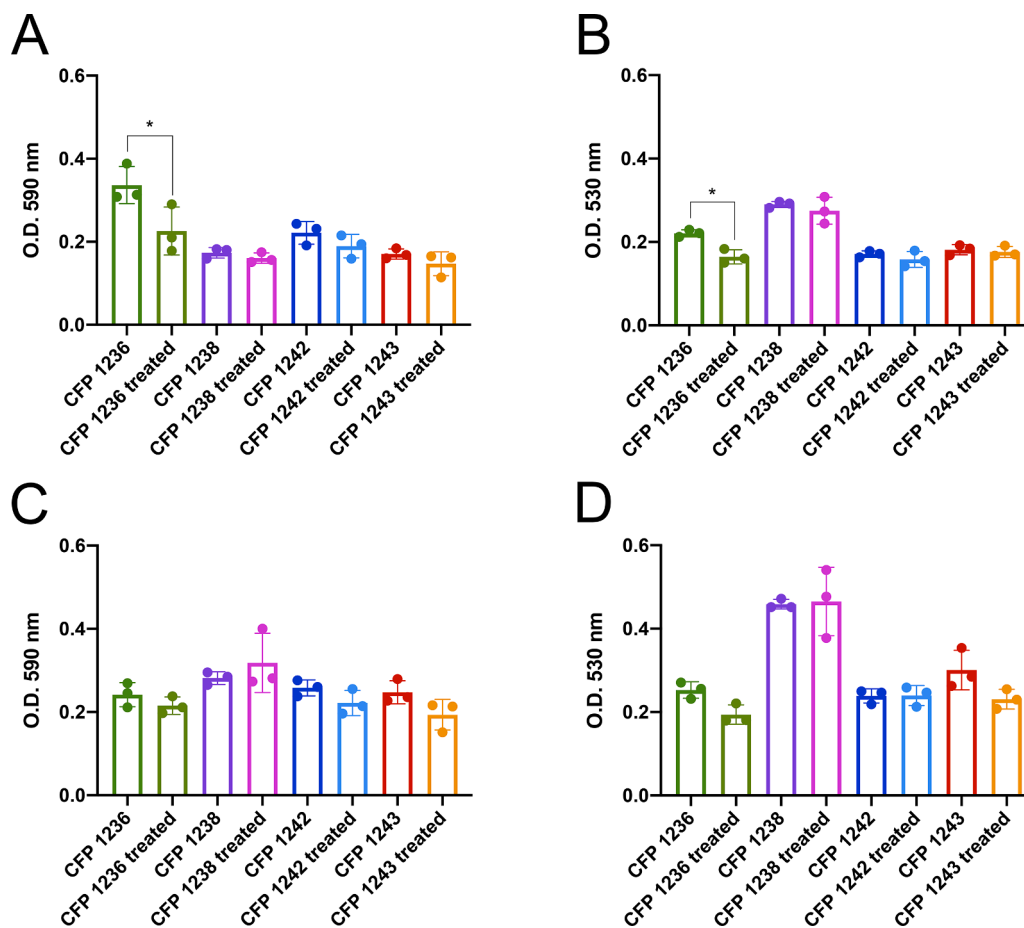 A
O.D. 590 nm
0.6
0.4
0.2
0.0
*
CFP 1236
CFP 1236 treated
CFP 1238
CFP 1238 treated
CFP 1242
CFP 1242 treated
CFP 1243
CFP 1243 treated
B
O.D. 530 nm
0.6
0.4
0.2
0.0
*
CFP 1236
CFP 1236 treated
CFP 1238
CFP 1238 treated
CFP 1242
CFP 1242 treated
CFP 1243
CFP 1243 treated
C
O.D. 590 nm
0.6
0.4
0.2
0.0
CFP 1236
CFP 1236 treated
CFP 1238
CFP 1238 treated
CFP 1242
CFP 1242 treated
CFP 1243
CFP 1243 treated
D
O.D. 530 nm
0.6
0.4
0.2
0.0
CFP 1236
CFP 1236 treated
CFP 1238
CFP 1238 treated
CFP 1242
CFP 1242 treated
CFP 1243
CFP 1243 treated